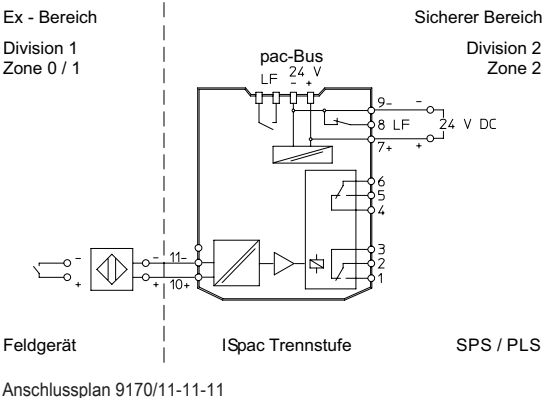 Ex - Bereich
Sicherer Bereich
Division 1
Zone 0 / 1
Division 2
Zone 2
pac-Bus
LF 24 V
- +
9- -
8 LF 24 V DC
7+ +
6
5
4
3
2
1
- - 11-
+ + 10+
Feldgerät
ISpac Trennstufe
SPS / PLS
Anschlussplan 9170/11-11-11